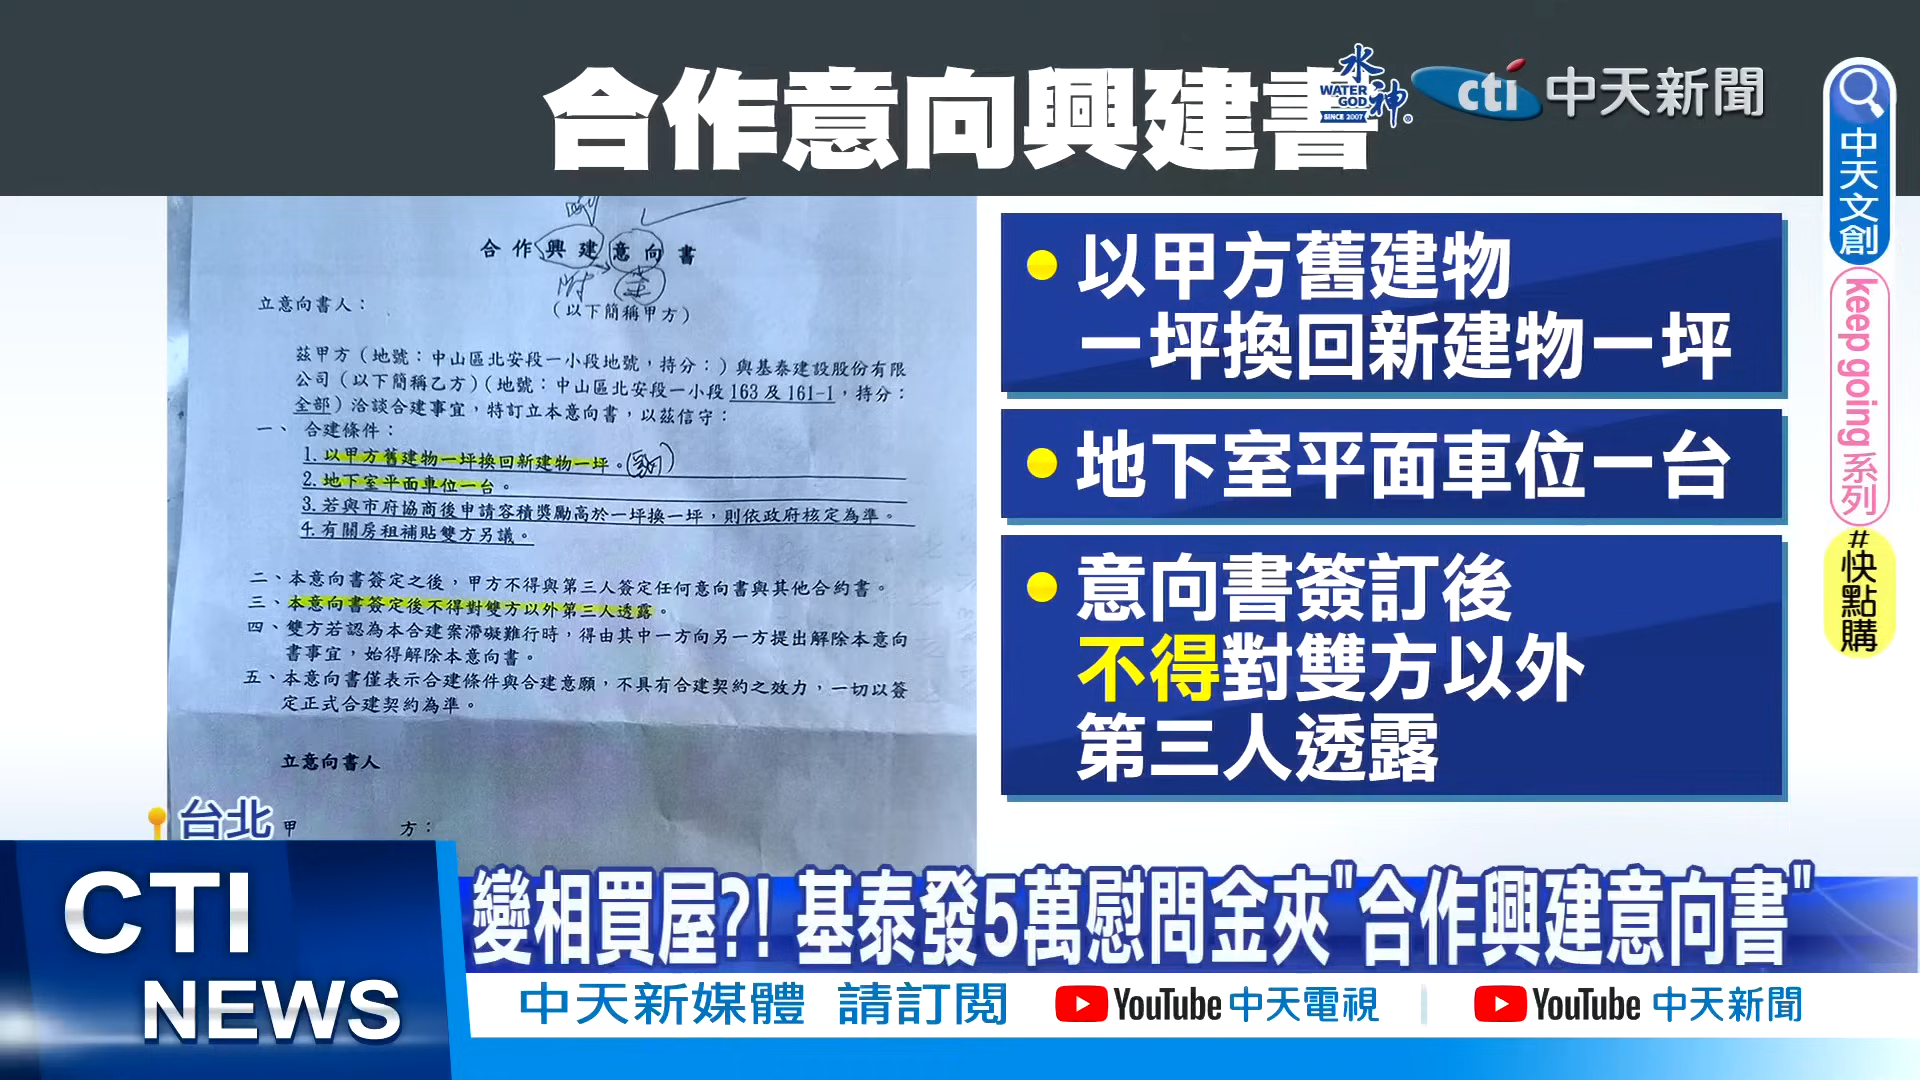 合作意向興建書
水神
WATER GOD
SINCE 2007
cti 中天新聞
中天文創
keep going 系列
#快點購
合作興建意向書
附
(以下簡稱甲方)
立意向書人：
茲甲方（地號：中山區北安段一小段地號，持分：）與基泰建設股份有限
公司（以下簡稱乙方）（地號：中山區北安段一小段 163 及 161-1，持分：
全部）洽談合建事宜，特訂立本意向書，以茲信守：
一、 合建條件：
1. 以甲方舊建物一坪換回新建物一坪。
2. 地下室平面車位一台。
3. 若與市府協商後申請容積獎勵高於一坪換一坪，則依政府核定為準。
4. 有關房租補貼雙方另議。
二、本意向書簽定之後，甲方不得與第三人簽定任何意向書與其他合約書。
三、本意向書簽定後不得對雙方以外第三人透露。
四、雙方若認為本合建案滯礙難行時，得由其中一方向另一方提出解除本意向
書事宜，始得解除本意向書。
五、本意向書僅表示合建條件與合建意願，不具有合建契約之效力，一切以簽
定正式合建契約為準。
立意向書人
甲 方：
以甲方舊建物
一坪換回新建物一坪
地下室平面車位一台
意向書簽訂後
不得對雙方以外
第三人透露
台北
CTI
NEWS
變相買屋?! 基泰發5萬慰問金夾"合作興建意向書"
中天新媒體 請訂閱 YouTube 中天電視 | YouTube 中天新聞